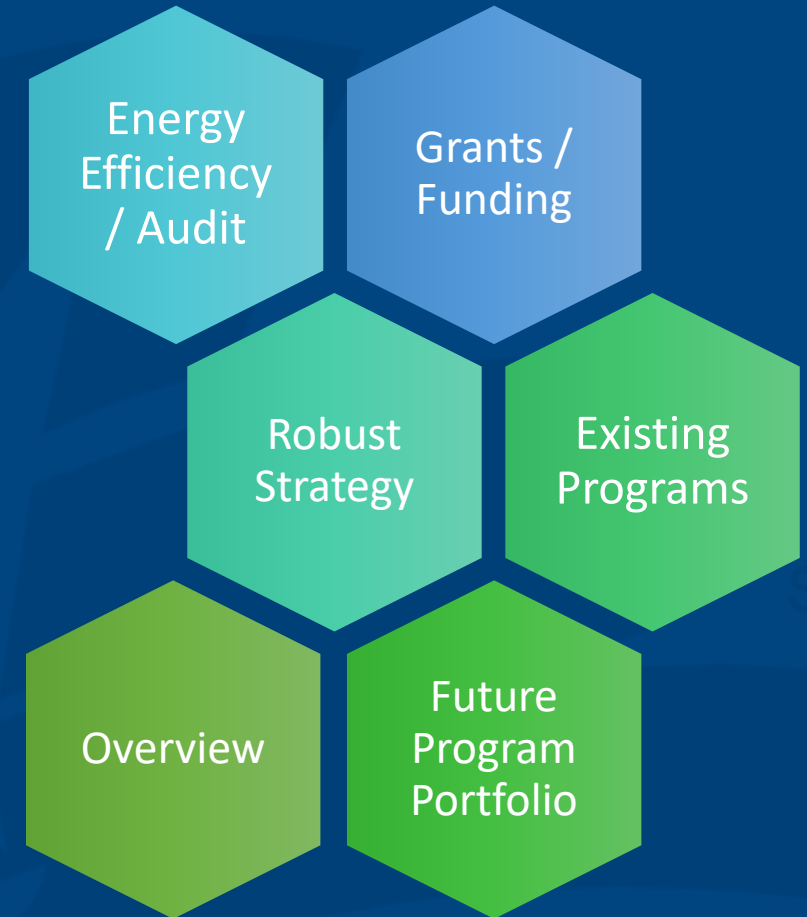 Energy
Efficiency
/ Audit
Grants /
Funding
Robust
Strategy
Existing
Programs
Overview
Future
Program
Portfolio